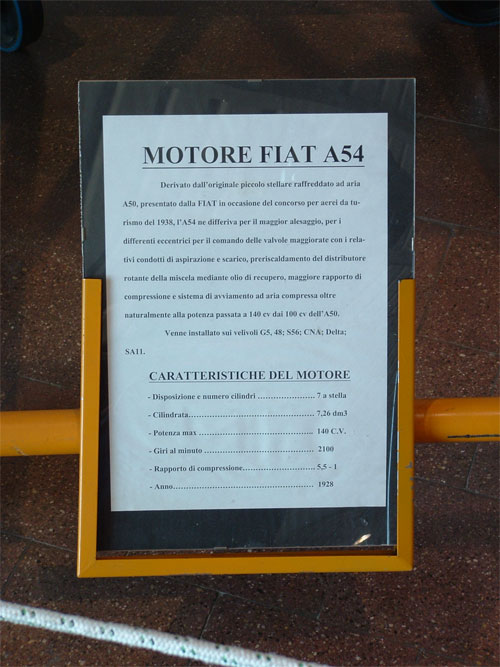 MOTORE FIAT A54
Derivato dall'originale piccolo stellare raffreddato ad aria
A50, presentato dalla FIAT in occasione del concorso per aerei da tu-
rismo del 1938, l'A54 ne differiva per il maggior alesaggio, per i
differenti eccentrici per il comando delle valvole maggiorate con i rela-
tivi condotti di aspirazione e scarico, preriscaldamento del distributore
rotante della miscela mediante olio di recupero, maggiore rapporto di
compressione e sistema di avviamento ad aria compressa oltre
naturalmente alla potenza passata a 140 cv dai 100 cv dell'A50.
Venne installato sui velivoli G5, 48; S56; CNA; Delta;
SAI1.
CARATTERISTICHE DEL MOTORE
- Disposizione e numero cilindri ........................ 7 a stella
- Cilindrata................................................... 7,26 dm3
- Potenza max .............................................. 140 C.V.
- Giri al minuto ............................................ 2100
- Rapporto di compressione............................. 5,5 - 1
- Anno......................................................... 1928